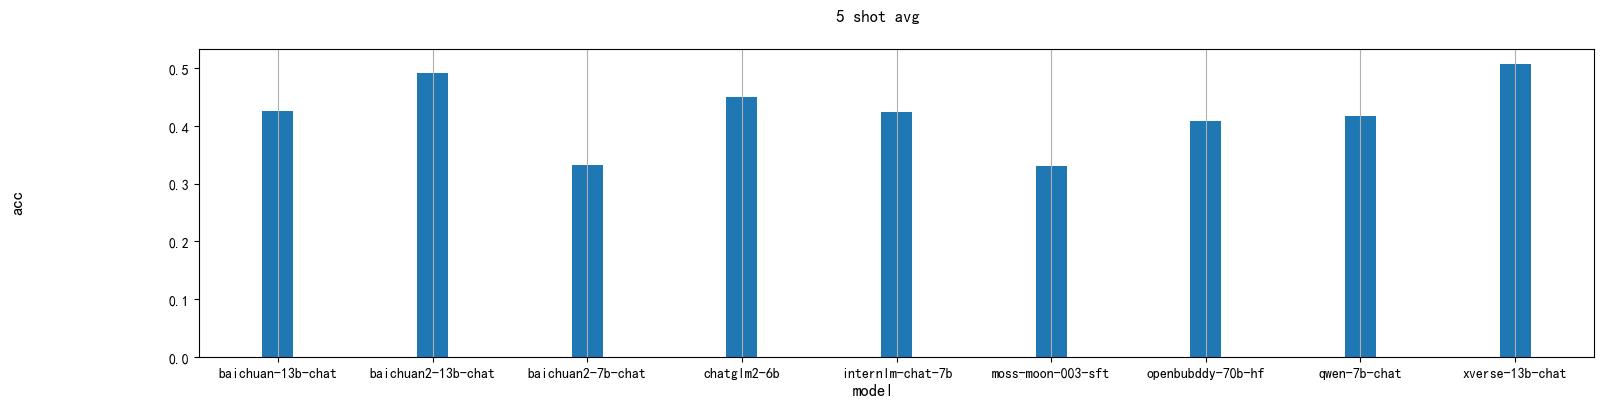 5 shot avg
acc
0.5
0.4
0.3
0.2
0.1
0.0
baichuan-13b-chat baichuan2-13b-chat baichuan2-7b-chat chatglm2-6b internlm-chat-7b moss-moon-003-sft openbubddy-70b-hf qwen-7b-chat xverse-13b-chat
model